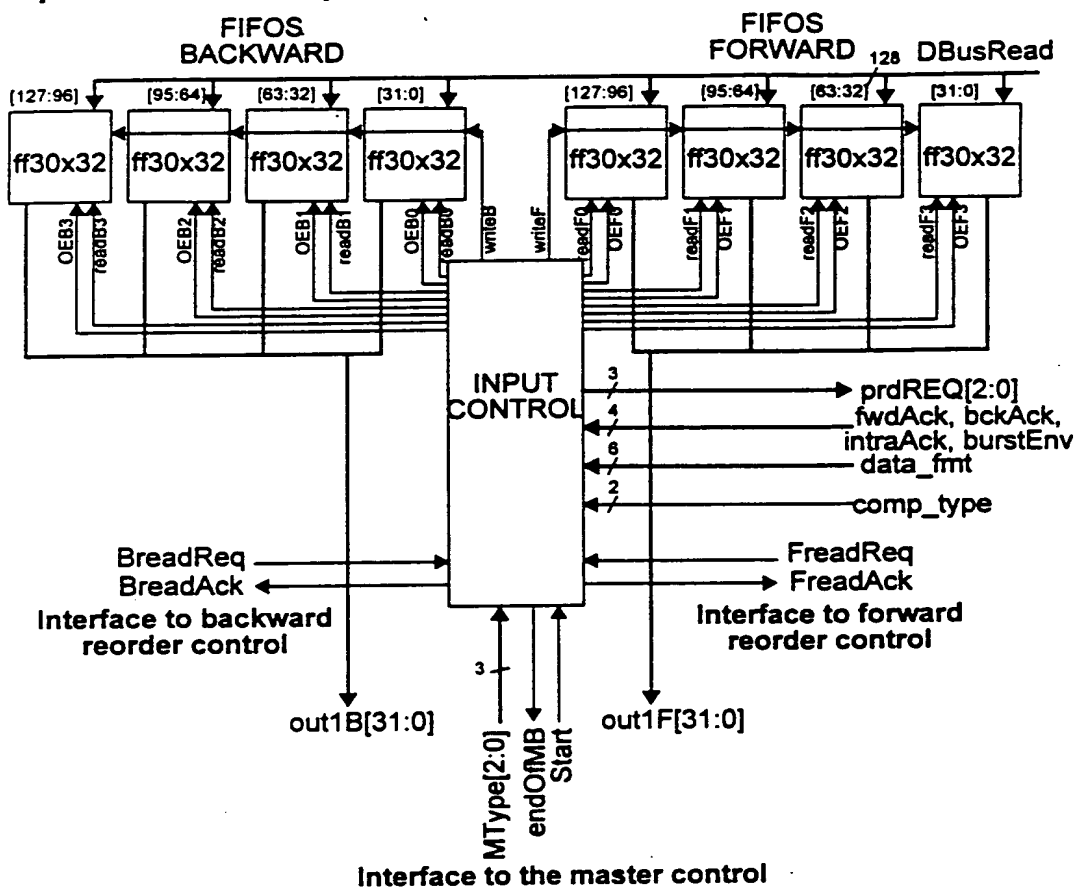 FIFOS
BACKWARD
FIFOS
FORWARD
128
DBusRead
[127:96]
[95:64]
[63:32]
[31:0]
[127:96]
[95:64]
[63:32]
[31:0]
ff30x32
ff30x32
ff30x32
ff30x32
ff30x32
ff30x32
ff30x32
ff30x32
OEB3
readB3
OEB2
readB2
OEB1
readB1
OEB0
readB0
writeB
writeF
readF0
OEF0
readF1
OEF1
readF2
OEF2
readF3
OEF3
INPUT
CONTROL
3
prdREQ[2:0]
4
fwdAck, bckAck,
intraAck, burstEnv
6
data_fmt
2
comp_type
BreadReq
BreadAck
Interface to backward
reorder control
FreadReq
FreadAck
Interface to forward
reorder control
3
out1B[31:0]
out1F[31:0]
MType[2:0]
endOfMB
Start
Interface to the master control